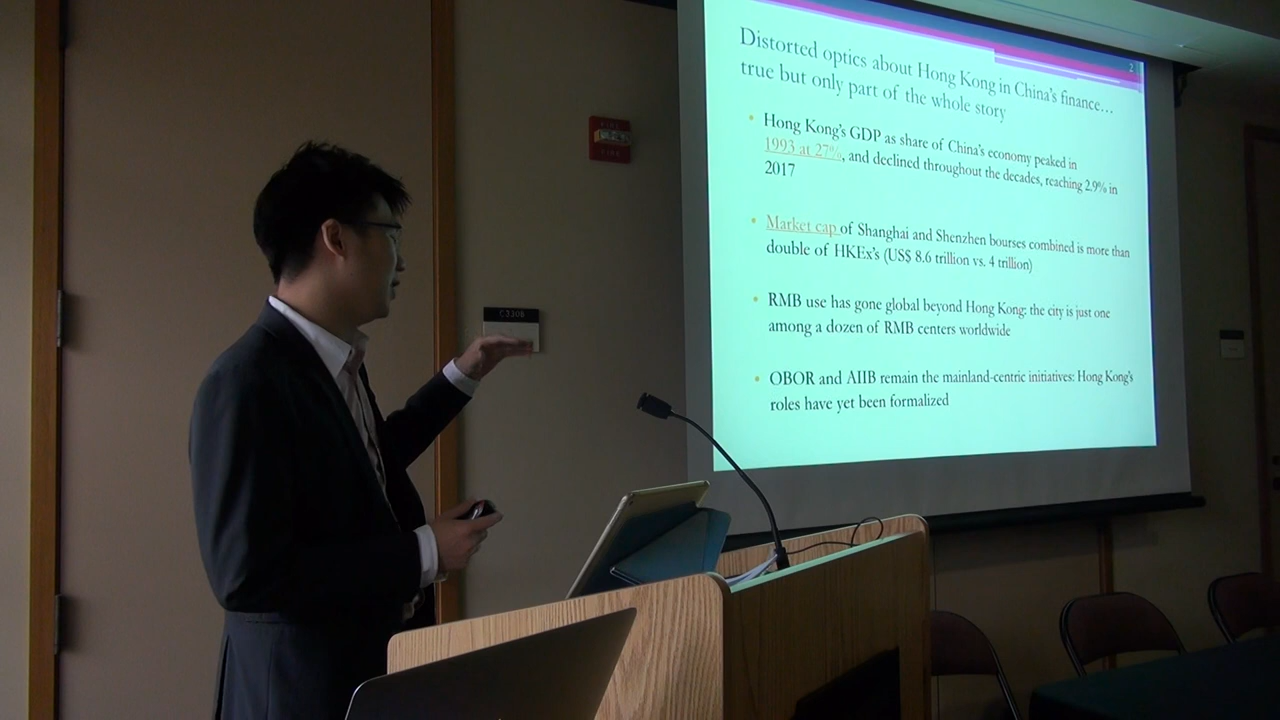 2
Distorted optics about Hong Kong in China's finance…
true but only part of the whole story
• Hong Kong's GDP as share of China's economy peaked in
1993 at 27%, and declined throughout the decades, reaching 2.9% in
2017
• Market cap of Shanghai and Shenzhen bourses combined is more than
double of HKEx's (US$ 8.6 trillion vs. 4 trillion)
• RMB use has gone global beyond Hong Kong: the city is just one
among a dozen of RMB centers worldwide
• OBOR and AIIB remain the mainland-centric initiatives: Hong Kong's
roles have yet been formalized
FIRE